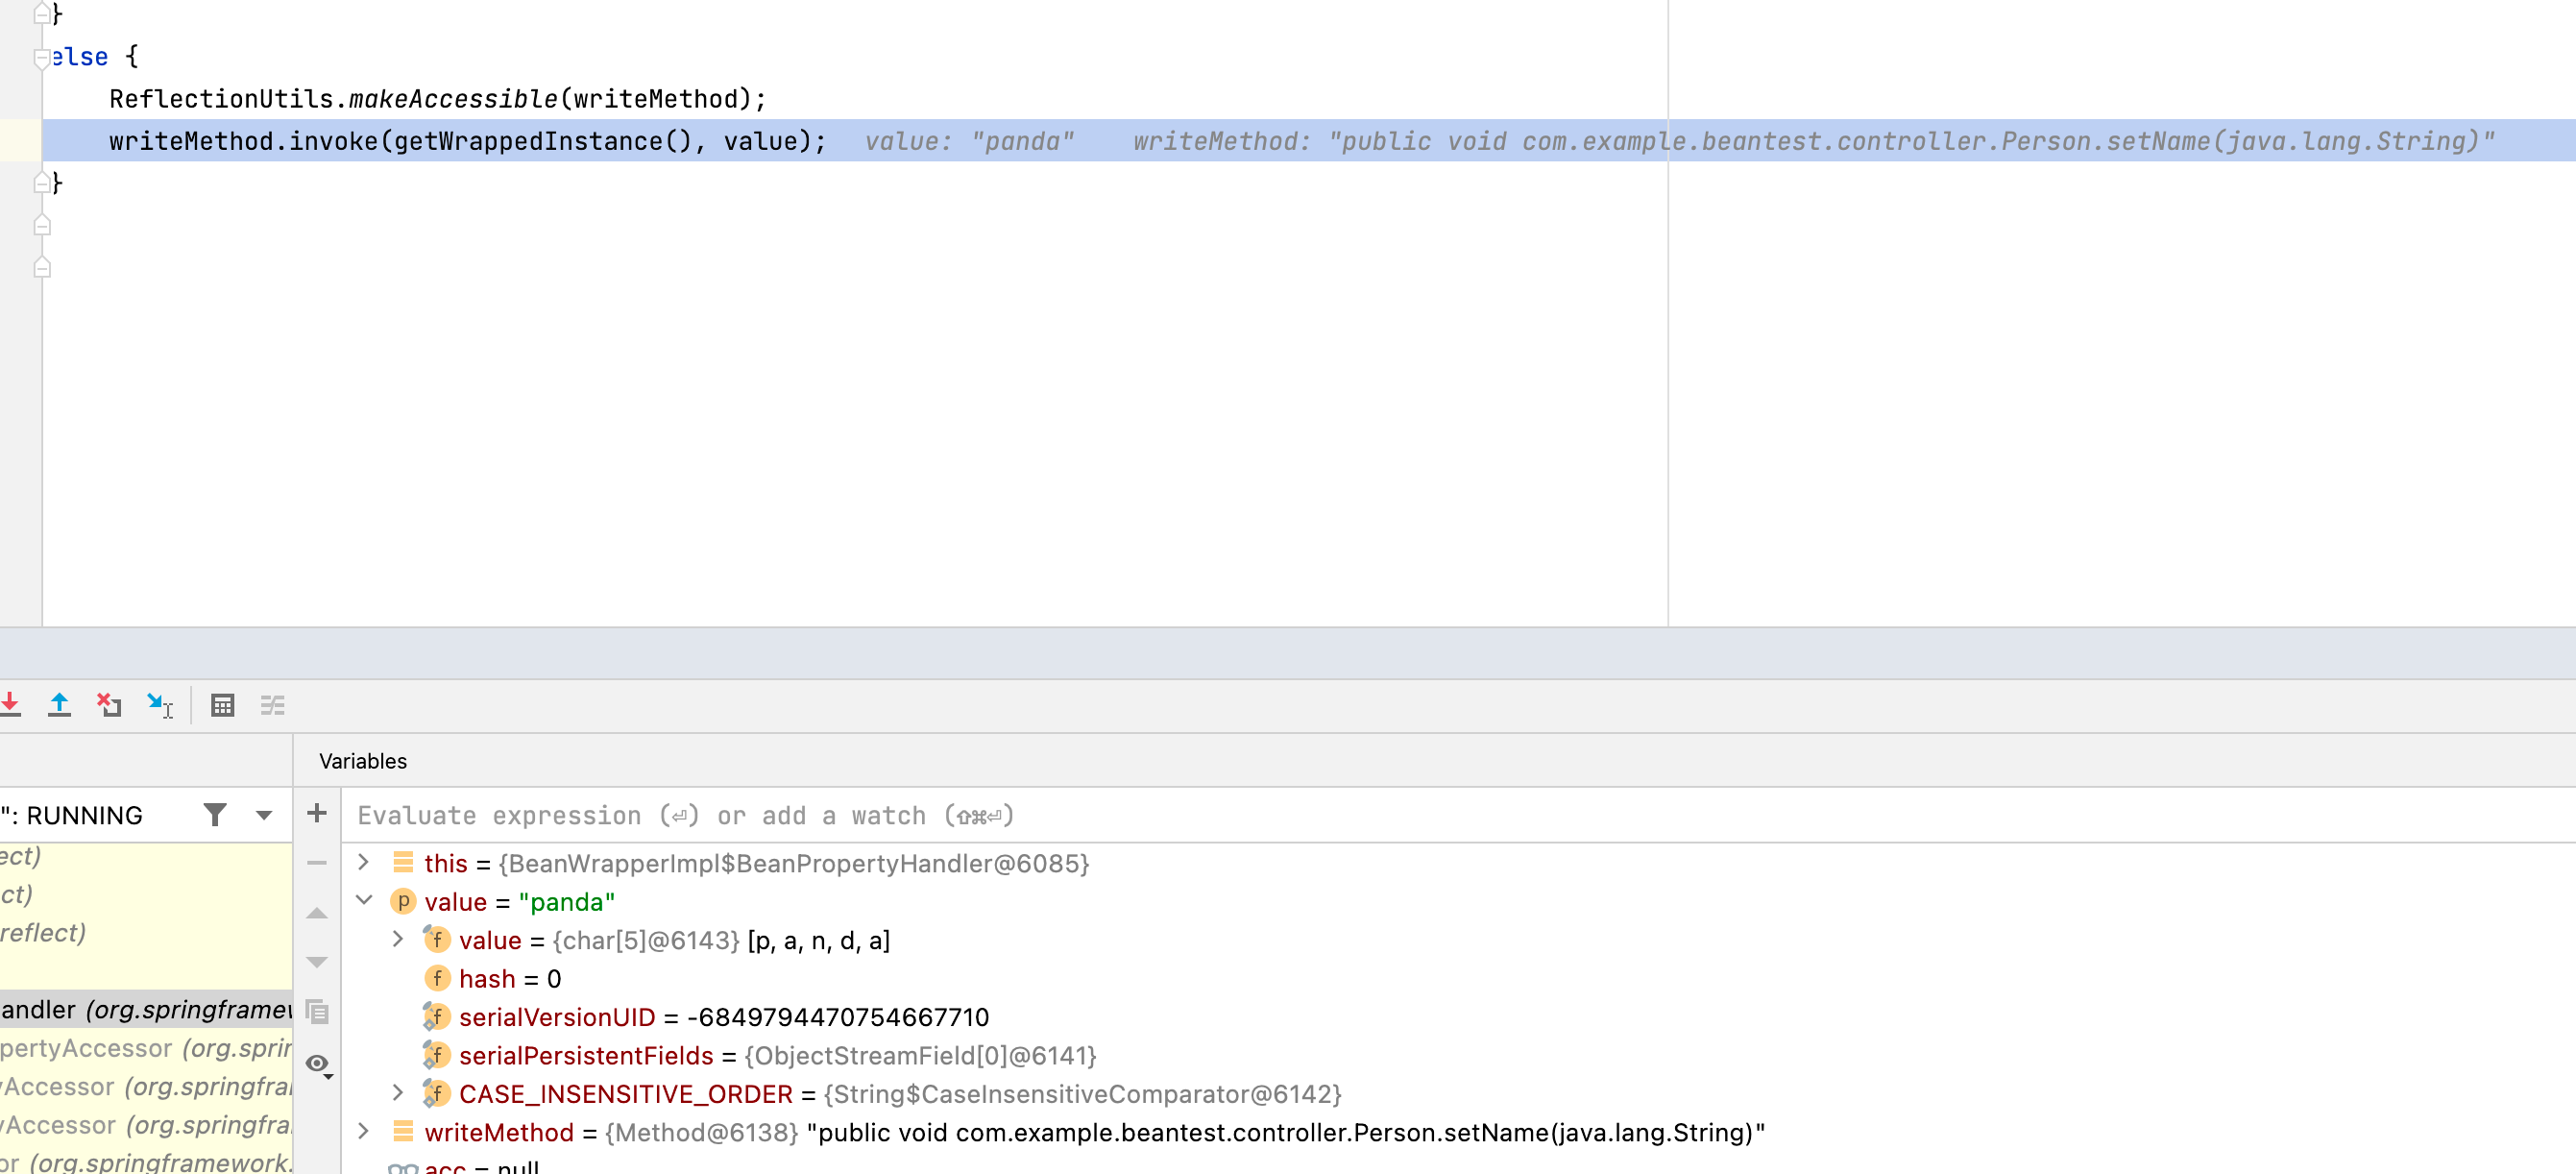 }
else {
ReflectionUtils.makeAccessible(writeMethod);
writeMethod.invoke(getWrappedInstance(), value); value: "panda" writeMethod: "public void com.example.beantest.controller.Person.setName(java.lang.String)"
}
Variables
": RUNNING
Evaluate expression (⏎) or add a watch (⇧⌘⏎)
ect)
ct)
reflect)
andler (org.springframew
pertyAccessor (org.sprin
yAccessor (org.springfra
yAccessor (org.springfra
or (org.springframework.
this = {BeanWrapperImpl$BeanPropertyHandler@6085}
value = "panda"
value = {char[5]@6143} [p, a, n, d, a]
hash = 0
serialVersionUID = -6849794470754667710
serialPersistentFields = {ObjectStreamField[0]@6141}
CASE_INSENSITIVE_ORDER = {String$CaseInsensitiveComparator@6142}
writeMethod = {Method@6138} "public void com.example.beantest.controller.Person.setName(java.lang.String)"
acc = null